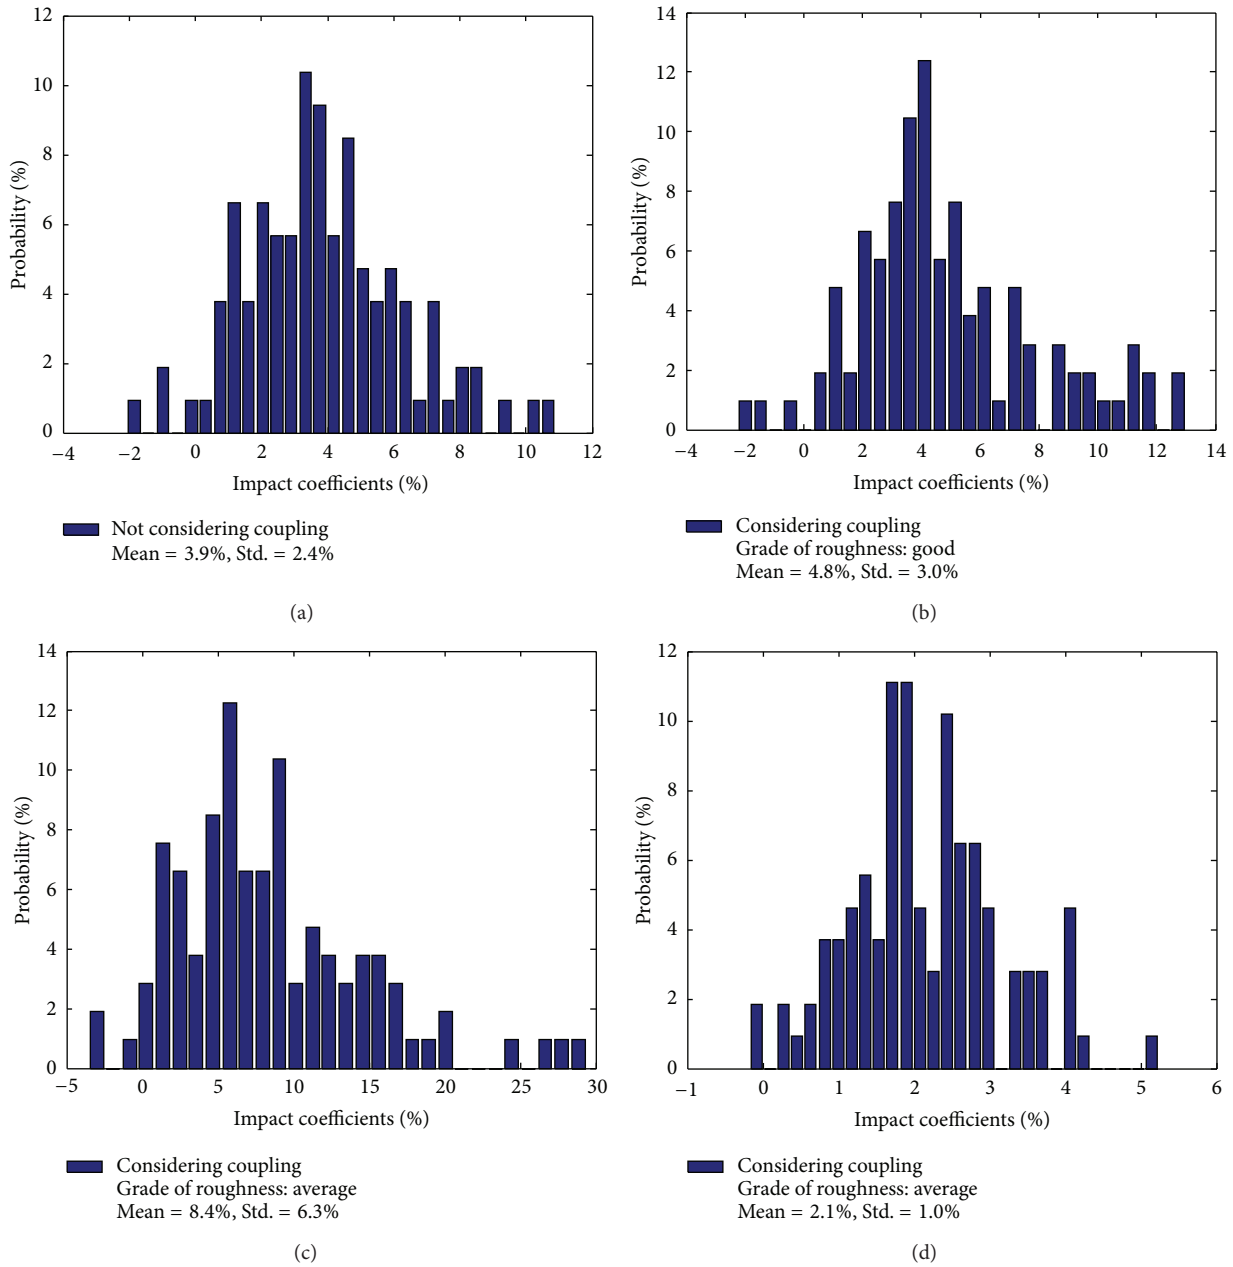 12
10
8
6
4
2
0
Probability (%)
−4
−2
0
2
4
6
8
10
12
Impact coefficients (%)
Not considering coupling
Mean = 3.9%, Std. = 2.4%
(a)
14
12
10
8
6
4
2
0
Probability (%)
−4
−2
0
2
4
6
8
10
12
14
Impact coefficients (%)
Considering coupling
Grade of roughness: good
Mean = 4.8%, Std. = 3.0%
(b)
14
12
10
8
6
4
2
0
Probability (%)
−5
0
5
10
15
20
25
30
Impact coefficients (%)
Considering coupling
Grade of roughness: average
Mean = 8.4%, Std. = 6.3%
(c)
12
10
8
6
4
2
0
Probability (%)
−1
0
1
2
3
4
5
6
Impact coefficients (%)
Considering coupling
Grade of roughness: average
Mean = 2.1%, Std. = 1.0%
(d)